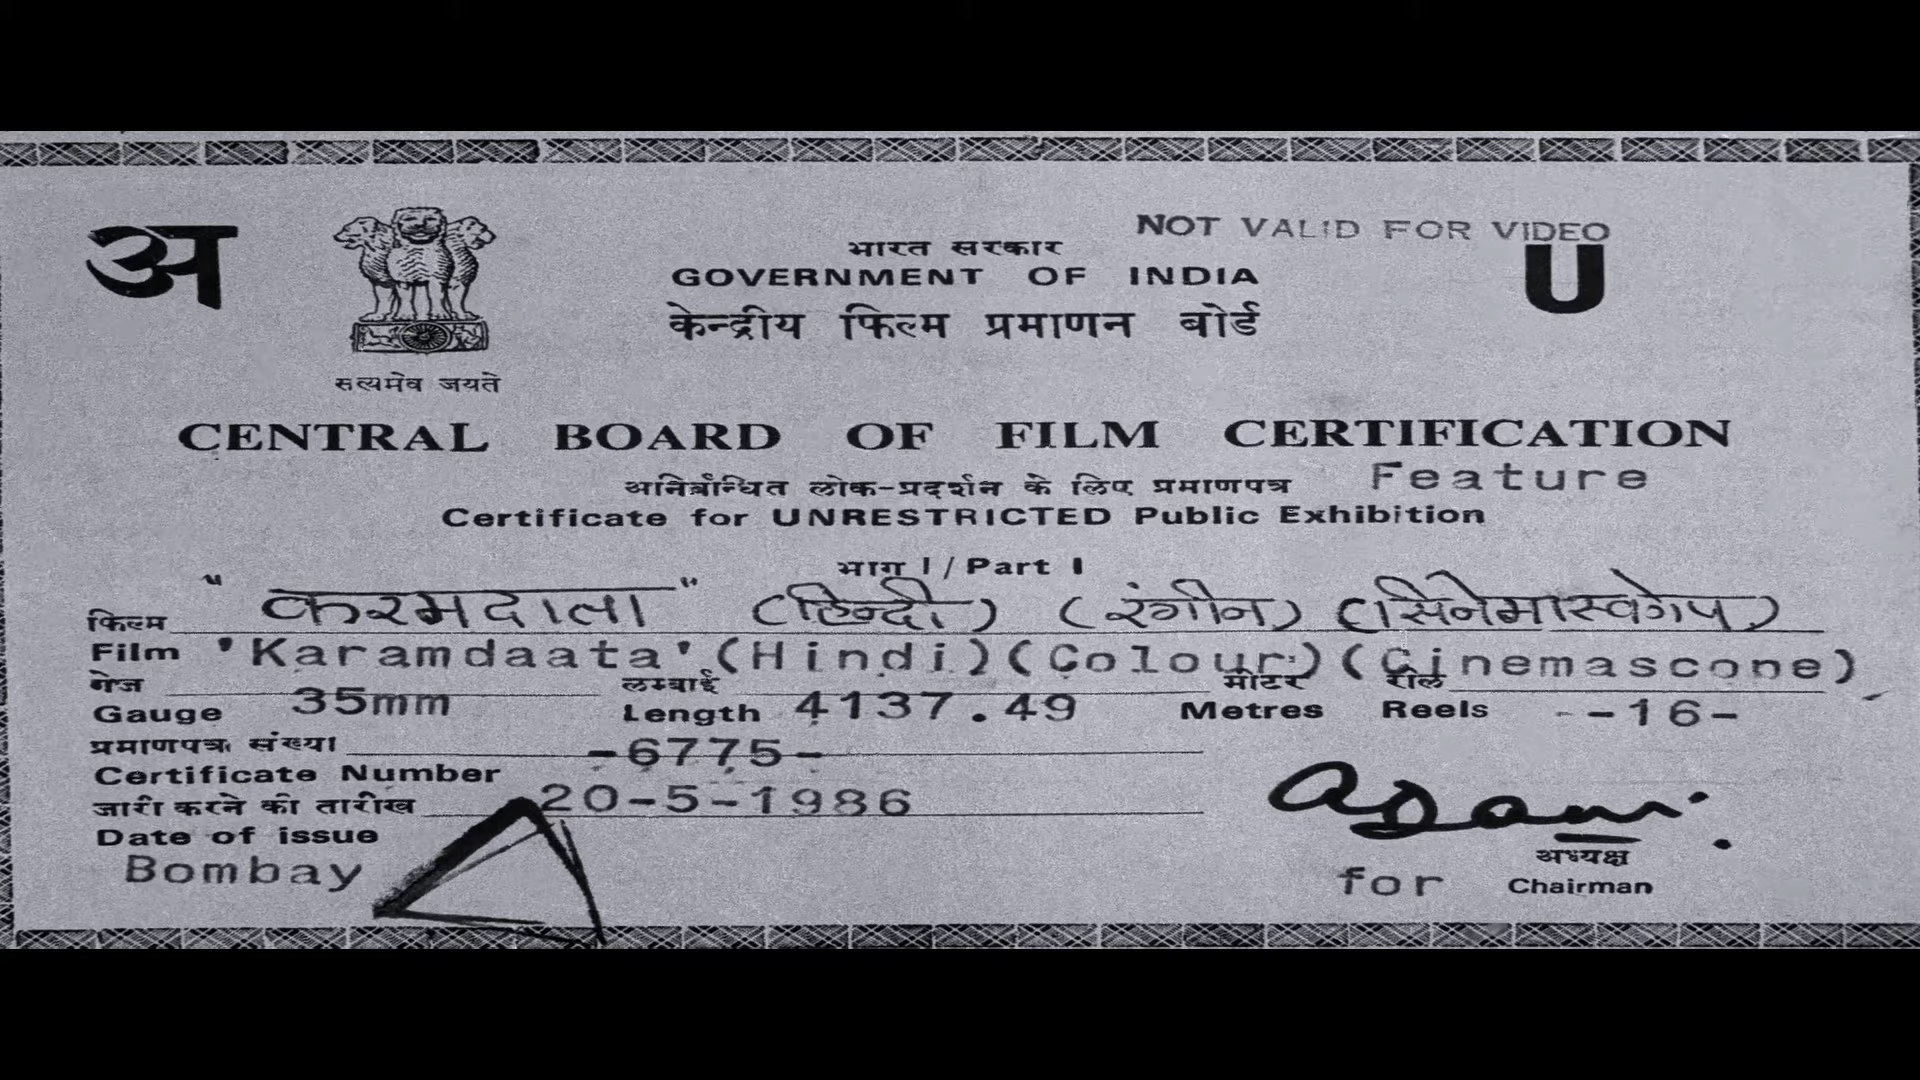 NOT VALID FOR VIDEO
अ
भारत सरकार
U
GOVERNMENT OF INDIA
केन्द्रीय फिल्म प्रमाणन बोर्ड
सत्यमेव जयते
CENTRAL BOARD OF FILM CERTIFICATION
अनिर्बन्धित लोक-प्रदर्शन के लिए प्रमाणपत्र Feature
Certificate for UNRESTRICTED Public Exhibition
भाग I / Part I
फिल्म "करमदाता" (हिन्दी) (रंगीन) (सिनेमास्कोप)
Film 'Karamdaata' (Hindi) (Colour) (Cinemascone)
गेज लम्बाई मीटर रील
Gauge 35mm Length 4137.49 Metres Reels -16-
प्रमाणपत्र संख्या -6775-
Certificate Number
जारी करने की तारीख 20-5-1986
Date of issue
Bombay
अध्यक्ष
for Chairman